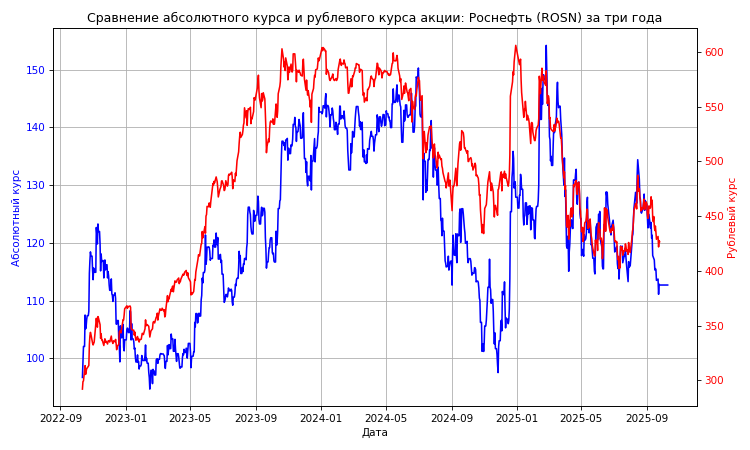 Сравнение абсолютного курса и рублевого курса акции: Роснефть (ROSN) за три года
Абсолютный курс
150
140
130
120
110
100
Рублевый курс
600
550
500
450
400
350
300
2022-09 2023-01 2023-05 2023-09 2024-01 2024-05 2024-09 2025-01 2025-05 2025-09
Дата